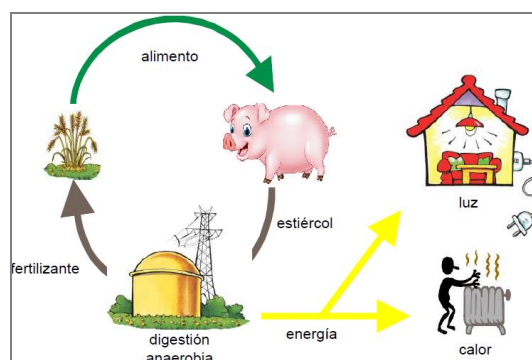 alimento
estiércol
luz
fertilizante
digestión
anaerobia
energía
calor